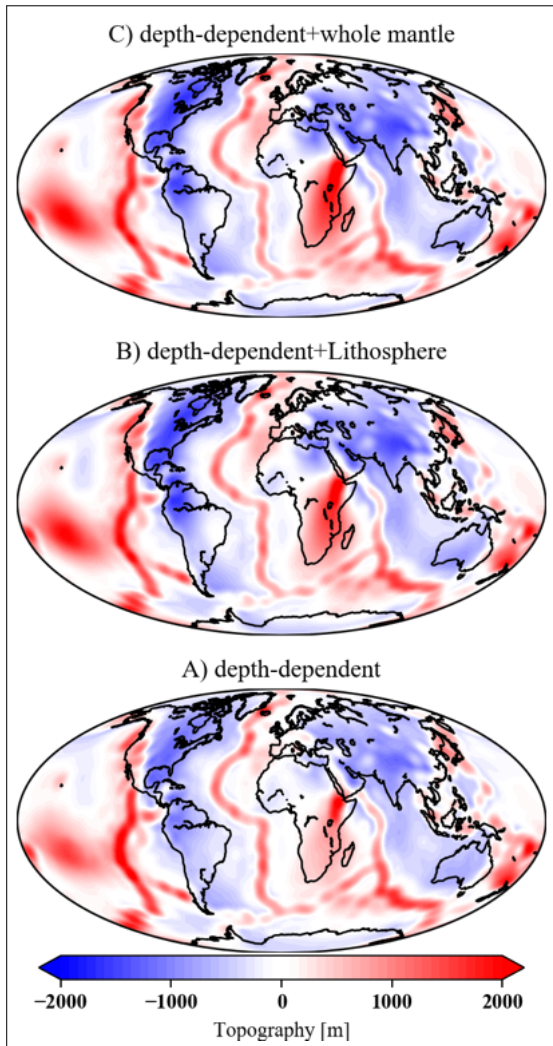 C) depth-dependent+whole mantle
B) depth-dependent+Lithosphere
A) depth-dependent
−2000 −1000 0 1000 2000
Topography [m]